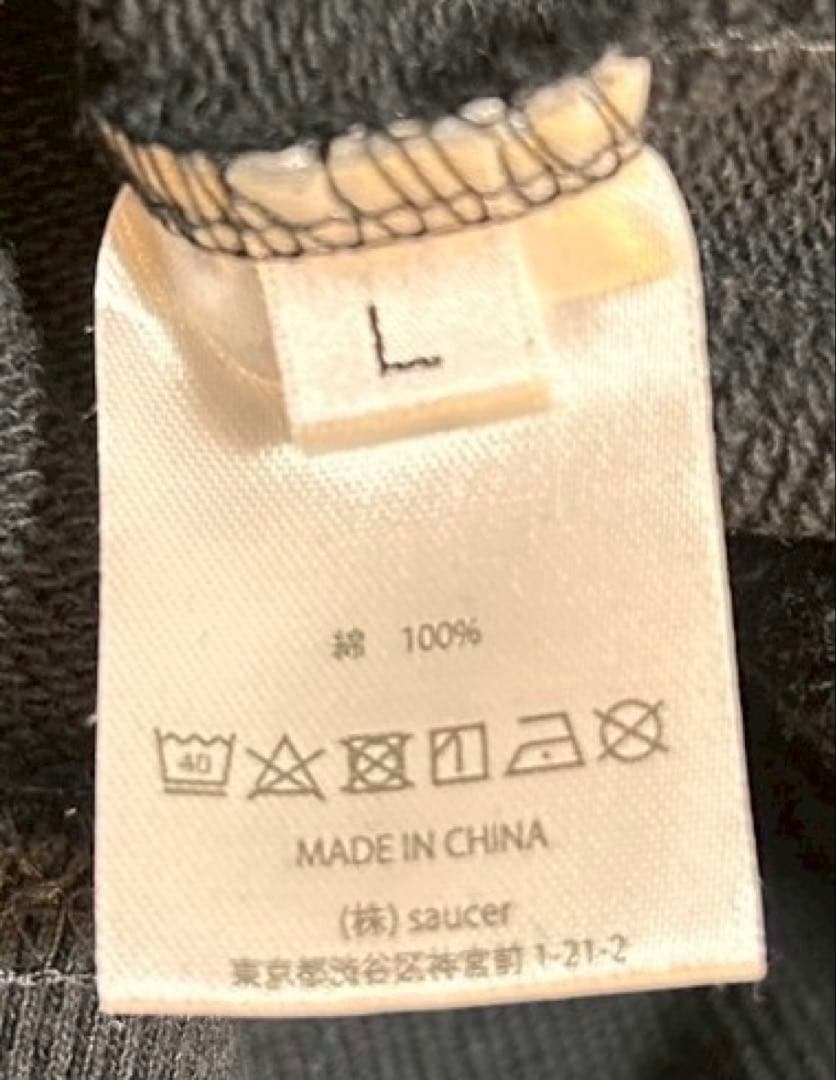 L
綿 100%
40
MADE IN CHINA
(株) saucer
東京都渋谷区神宮前 1-21-2